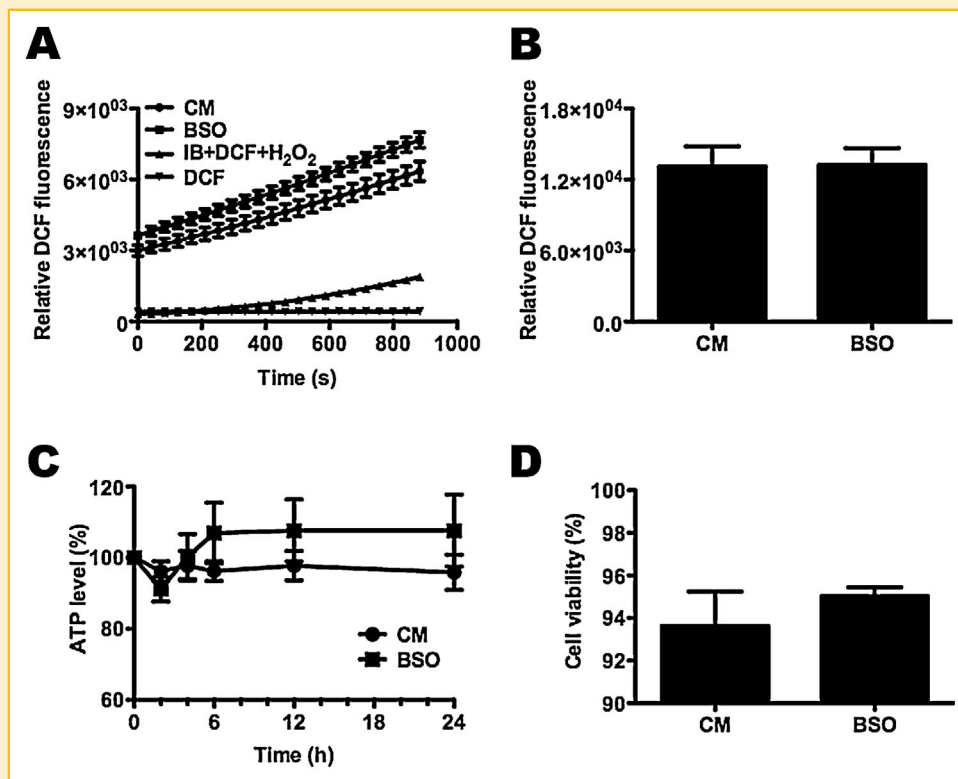 A
Relative DCF fluorescence
9×10⁰³
6×10⁰³
3×10⁰³
0
CM
BSO
IB+DCF+H₂O₂
DCF
0 200 400 600 800 1000
Time (s)
B
Relative DCF fluorescence
1.8×10⁰⁴
1.2×10⁰⁴
6.0×10⁰³
0.0
CM BSO
C
ATP level (%)
120
100
80
60
CM
BSO
0 6 12 18 24
Time (h)
D
Cell viability (%)
100
98
96
94
92
90
CM BSO